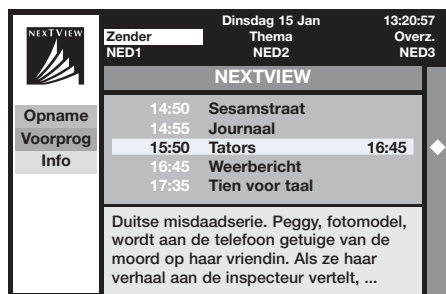 NEXTVIEW
Dinsdag 15 Jan 13:20:57
Zender Thema Overz.
NED1 NED2 NED3
NEXTVIEW
Opname
Voorprog
Info
14:50 Sesamstraat
14:55 Journaal
15:50 Tators 16:45
16:45 Weerbericht
17:35 Tien voor taal
Duitse misdaadserie. Peggy, fotomodel,
wordt aan de telefoon getuige van de
moord op haar vriendin. Als ze haar
verhaal aan de inspecteur vertelt, ...